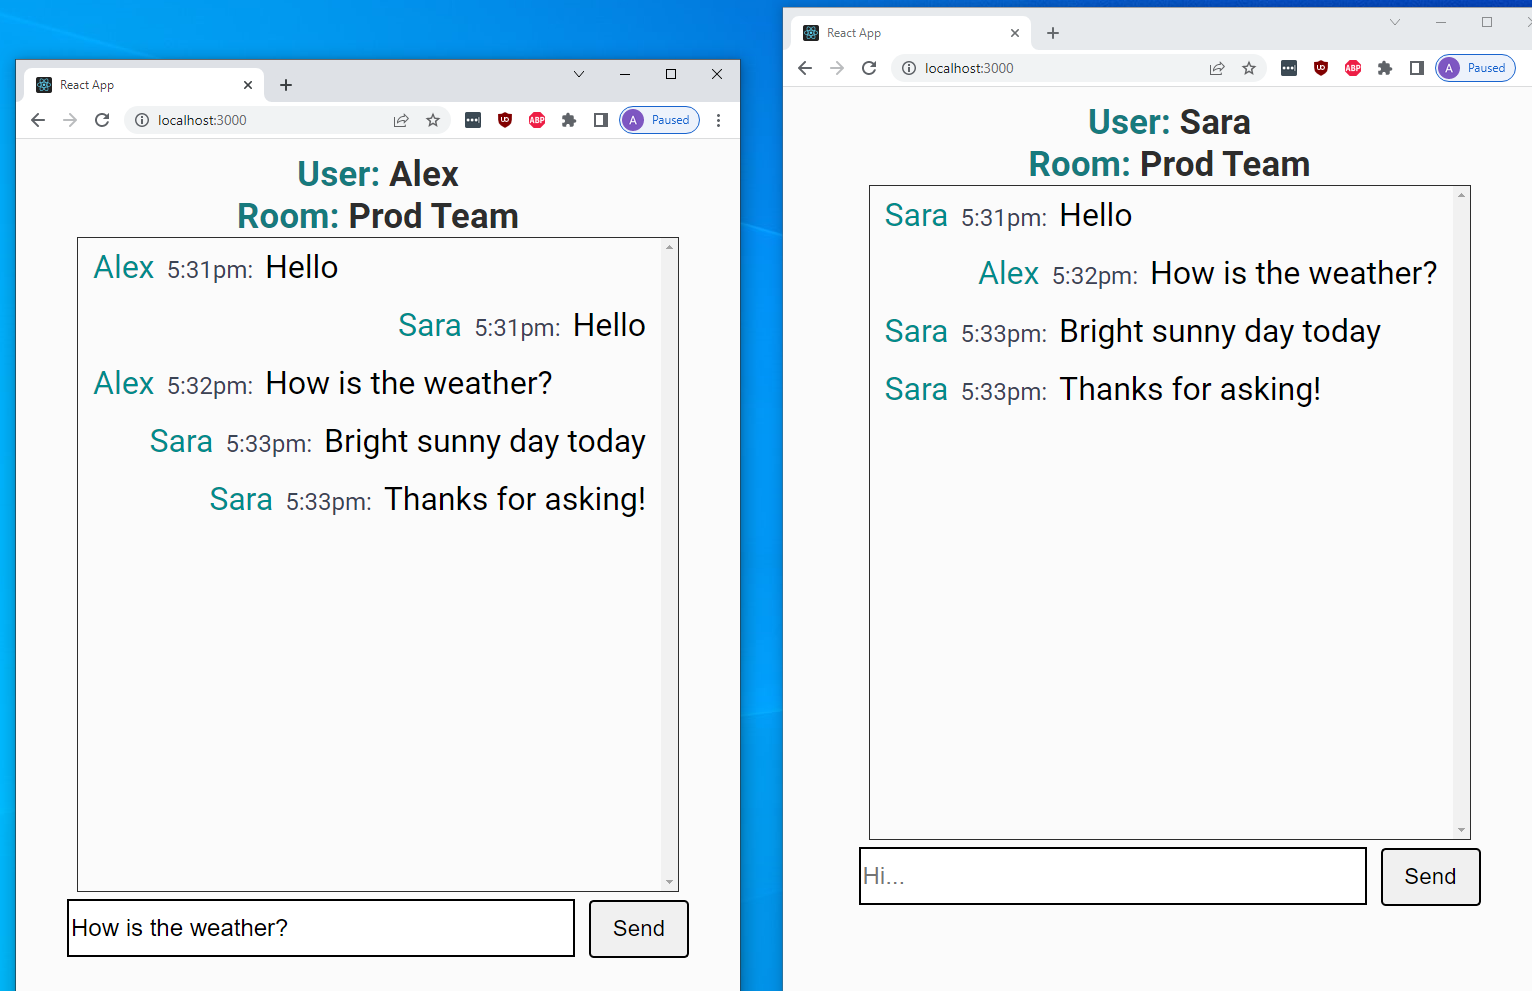 React App
localhost:3000
ABP
A Paused
User: Alex
Room: Prod Team
Alex 5:31pm: Hello
Sara 5:31pm: Hello
Alex 5:32pm: How is the weather?
Sara 5:33pm: Bright sunny day today
Sara 5:33pm: Thanks for asking!
How is the weather?
Send
React App
localhost:3000
ABP
A Paused
User: Sara
Room: Prod Team
Sara 5:31pm: Hello
Alex 5:32pm: How is the weather?
Sara 5:33pm: Bright sunny day today
Sara 5:33pm: Thanks for asking!
Hi...
Send